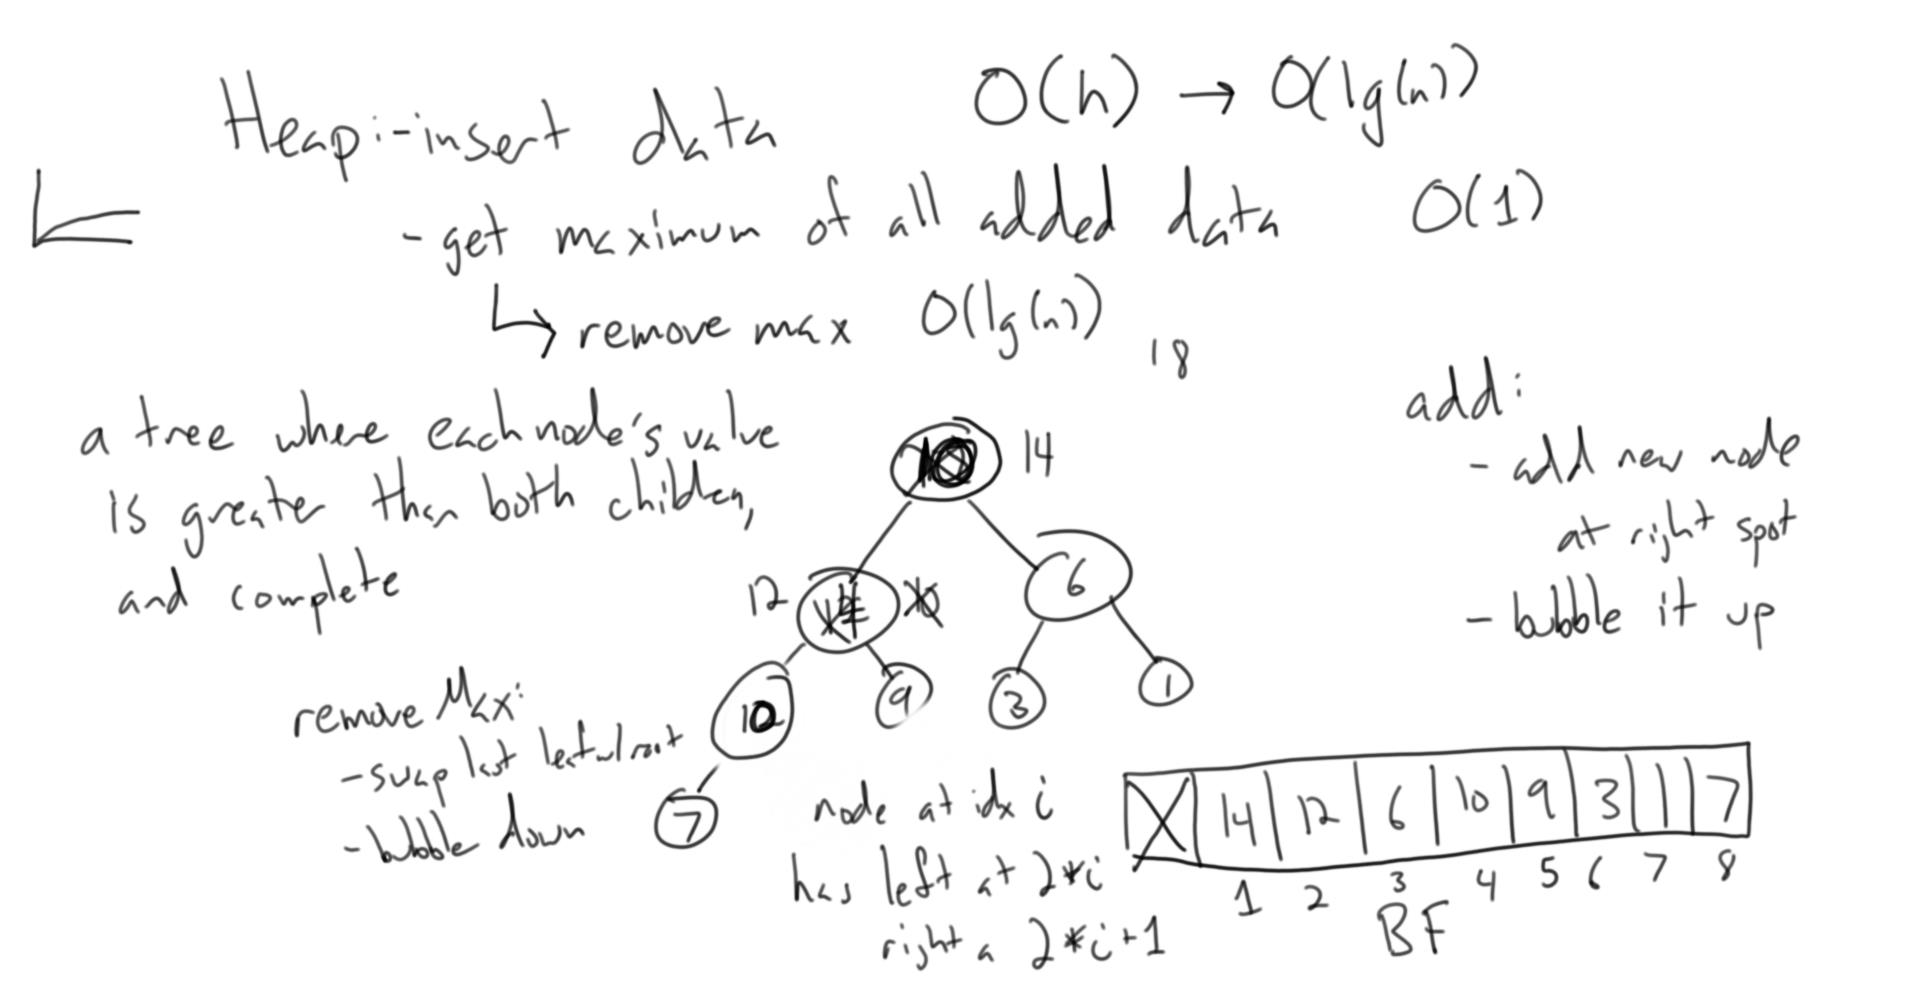 Heap:-insert data O(h) → O(lg(n))
- get maximum of all added data O(1)
↳ remove max O(lg(n))
18
a tree where each node's value
is greater than both children,
and complete
14
12 6
10 9 3 1
7
add:
- add new node
at right spot
- bubble it up
remove Max:
- swap last leaf w/ root
- bubble down
node at idx i
has left at 2*i
right a 2*i+1
14 12 6 10 9 3 1 7
1 2 3 4 5 6 7 8
BF